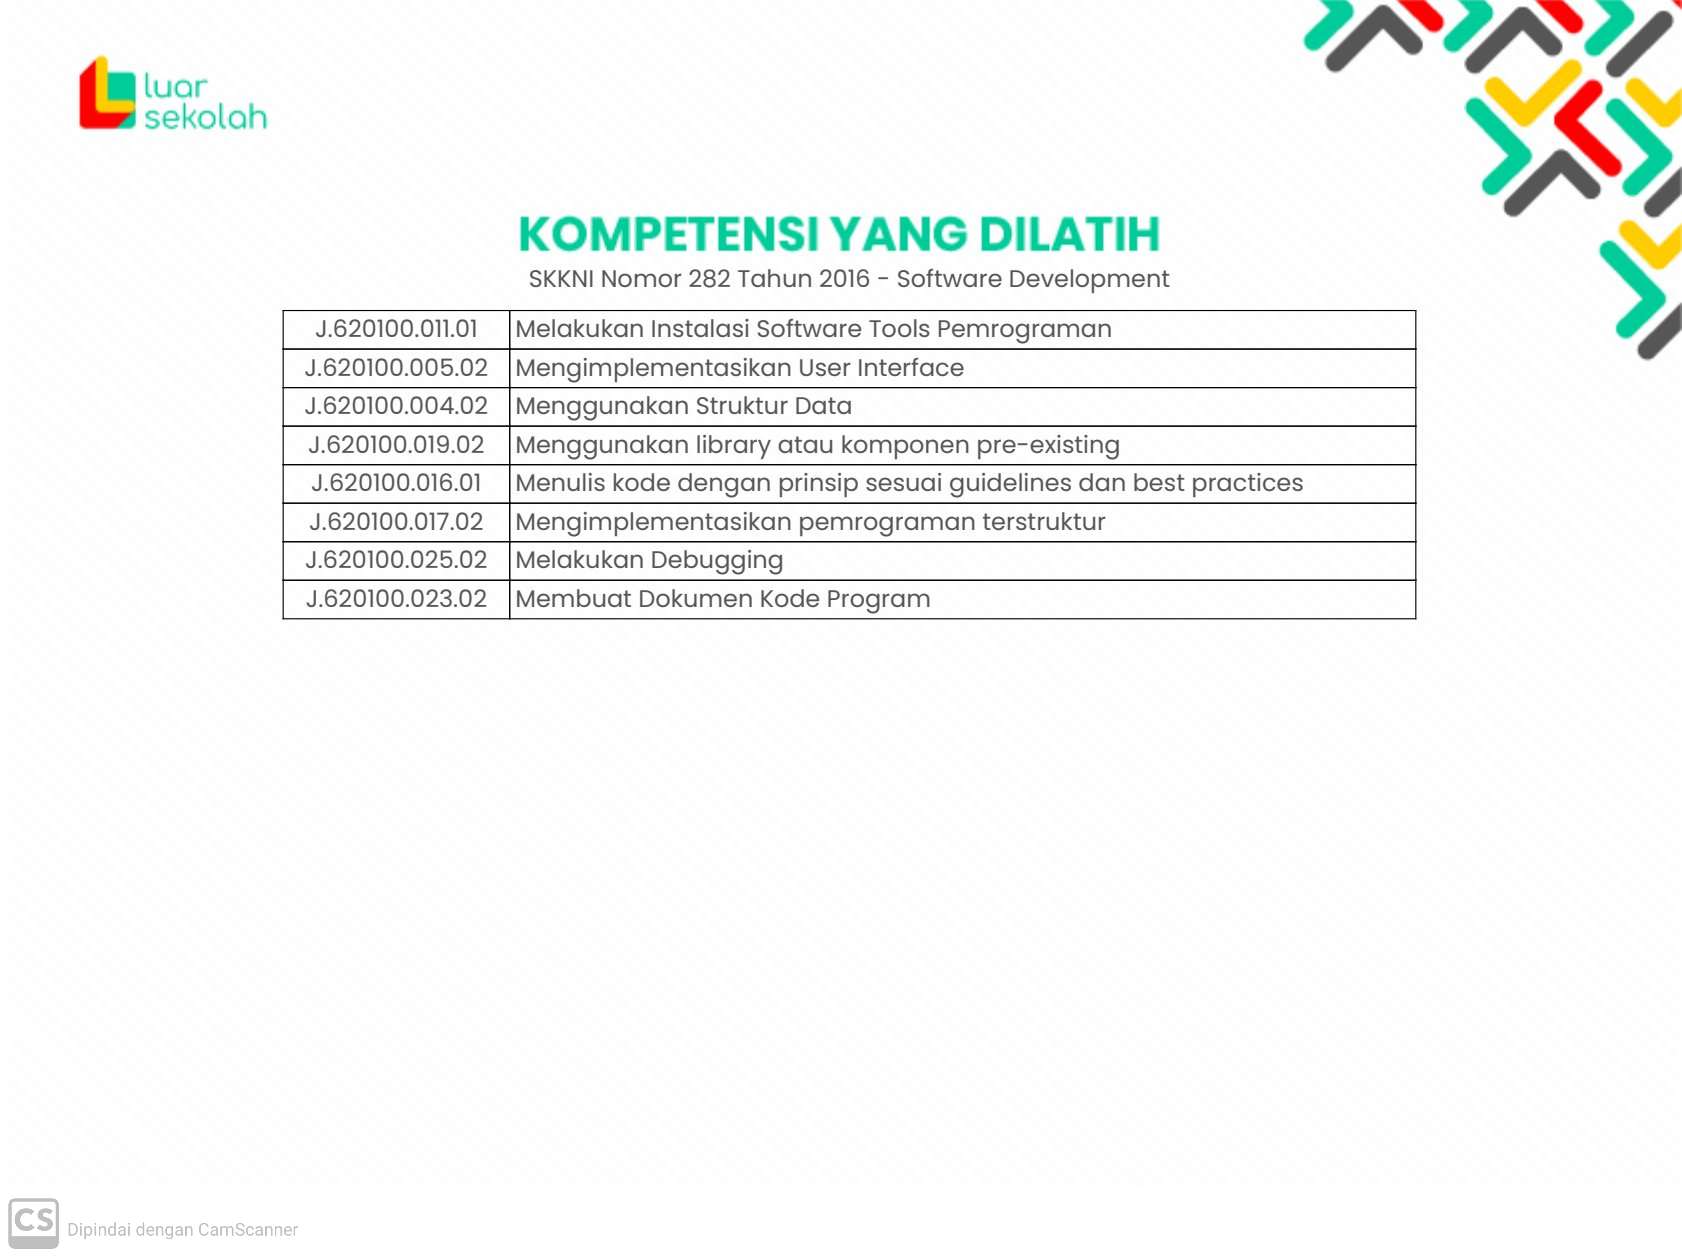 luar
sekolah
KOMPETENSI YANG DILATIH
SKKNI Nomor 282 Tahun 2016 - Software Development
J.620100.011.01 Melakukan Instalasi Software Tools Pemrograman
J.620100.005.02 Mengimplementasikan User Interface
J.620100.004.02 Menggunakan Struktur Data
J.620100.019.02 Menggunakan library atau komponen pre-existing
J.620100.016.01 Menulis kode dengan prinsip sesuai guidelines dan best practices
J.620100.017.02 Mengimplementasikan pemrograman terstruktur
J.620100.025.02 Melakukan Debugging
J.620100.023.02 Membuat Dokumen Kode Program
CS Dipindai dengan CamScanner